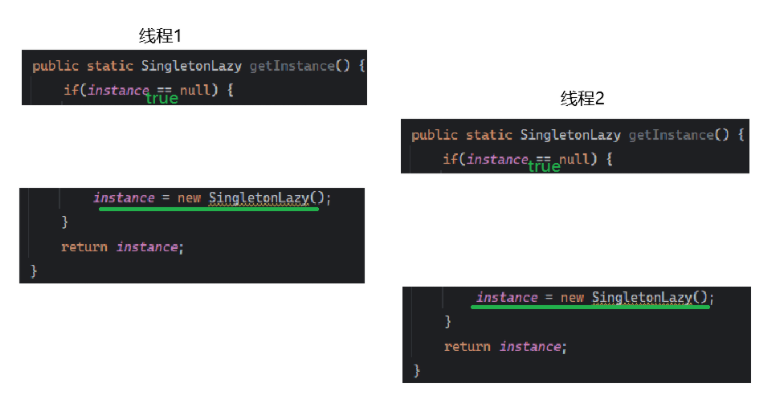 线程1
public static SingletonLazy getInstance() {
if(instance == null) {
true
线程2
public static SingletonLazy getInstance() {
if(instance == null) {
true
instance = new SingletonLazy();
}
return instance;
}
instance = new SingletonLazy();
}
return instance;
}